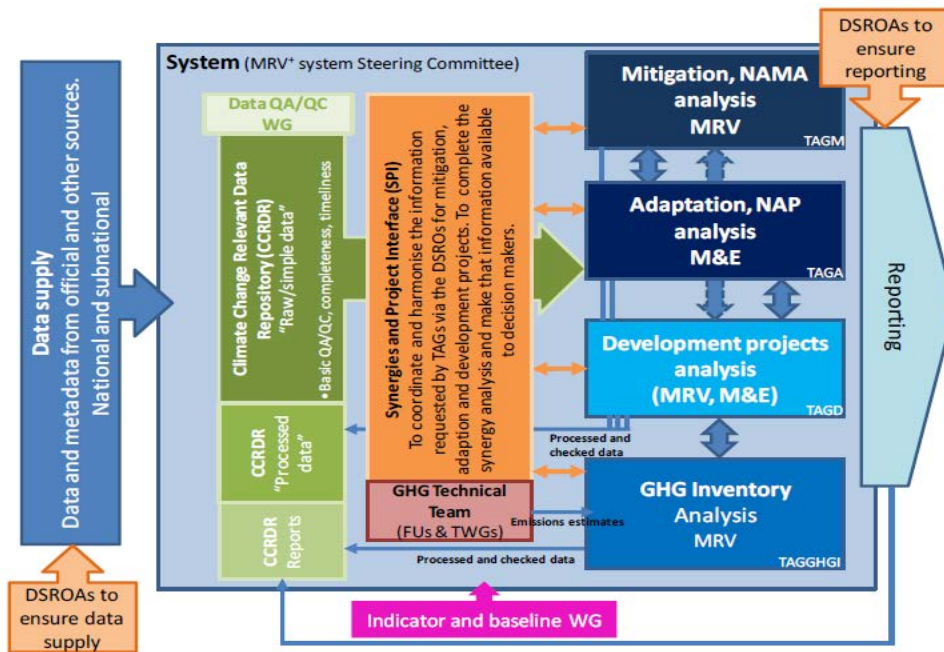 DSROAs to
ensure
reporting
System (MRV⁺ system Steering Committee)
Data supply
Data and metadata from official and other sources.
National and subnational
DSROAs to
ensure data
supply
Data QA/QC
WG
Climate Change Relevant Data
Repository (CCRDR)
“Raw/simple data”
•Basic QA/QC, completeness, timeliness
CCRDR
“Processed
data”
CCRDR
Reports
Synergies and Project Interface (SPI)
To coordinate and harmonise the information
requested by TAGs via the DSROs for mitigation,
adaption and development projects. To complete the
synergy analysis and make that information available
to decision makers.
GHG Technical
Team
(FUs & TWGs)
Mitigation, NAMA
analysis
MRV
TAGM
Adaptation, NAP
analysis
M&E
TAGA
Development projects
analysis
(MRV, M&E)
TAGD
Processed and
checked data
GHG Inventory
Analysis
MRV
TAGGHGI
Emissions estimates
Processed and checked data
Indicator and baseline WG
Reporting